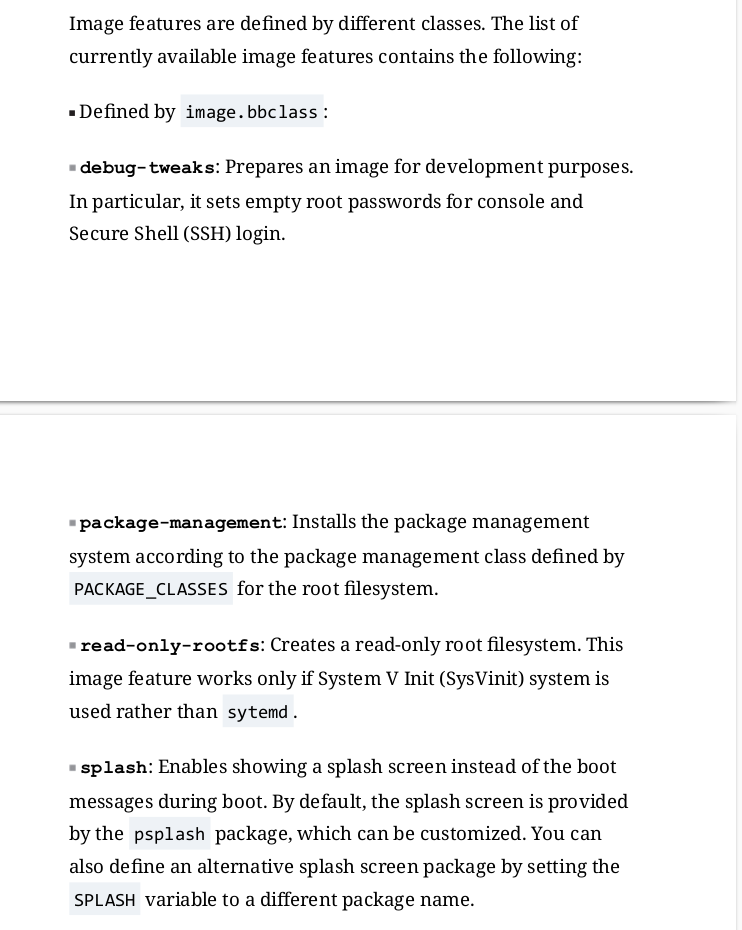 Image features are defined by different classes. The list of
currently available image features contains the following:
▪ Defined by image.bbclass:
▪ debug-tweaks: Prepares an image for development purposes.
In particular, it sets empty root passwords for console and
Secure Shell (SSH) login.
▪ package-management: Installs the package management
system according to the package management class defined by
PACKAGE_CLASSES for the root filesystem.
▪ read-only-rootfs: Creates a read-only root filesystem. This
image feature works only if System V Init (SysVinit) system is
used rather than sytemd.
▪ splash: Enables showing a splash screen instead of the boot
messages during boot. By default, the splash screen is provided
by the psplash package, which can be customized. You can
also define an alternative splash screen package by setting the
SPLASH variable to a different package name.